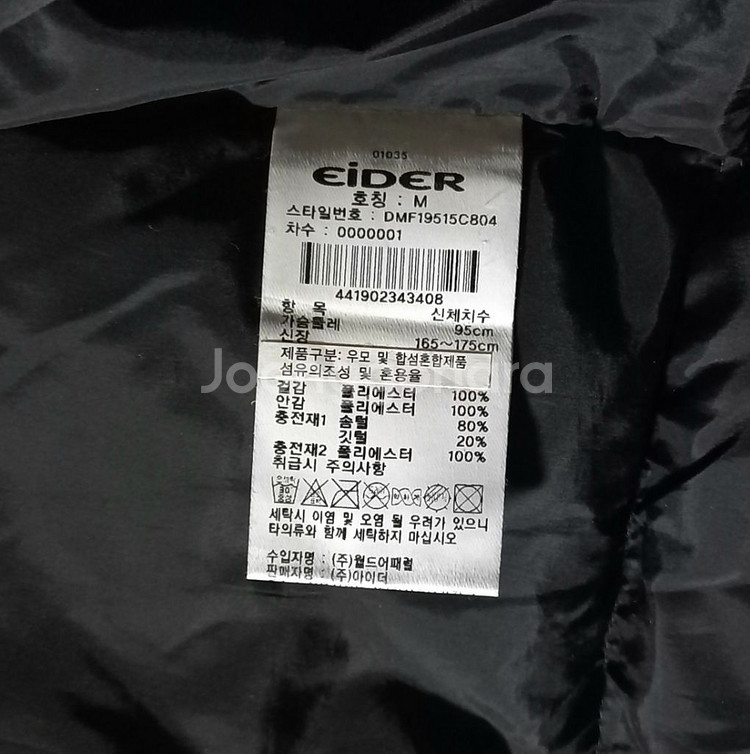 01035
EiDER
호칭 : M
스타일번호 : DMF19515C804
차수 : 0000001
441902343408
항 목 신체치수
가슴둘레 95cm
신장 165~175cm
제품구분: 우모 및 합섬혼합제품
섬유의조성 및 혼용율
겉감 폴리에스터 100%
안감 폴리에스터 100%
충전재1 솜털 80%
깃털 20%
충전재2 폴리에스터 100%
취급시 주의사항
세탁시 이염 및 오염 될 우려가 있으니
타의류와 함께 세탁하지 마십시오
수입자명 : (주)월드어패럴
판매자명 : (주)아이더